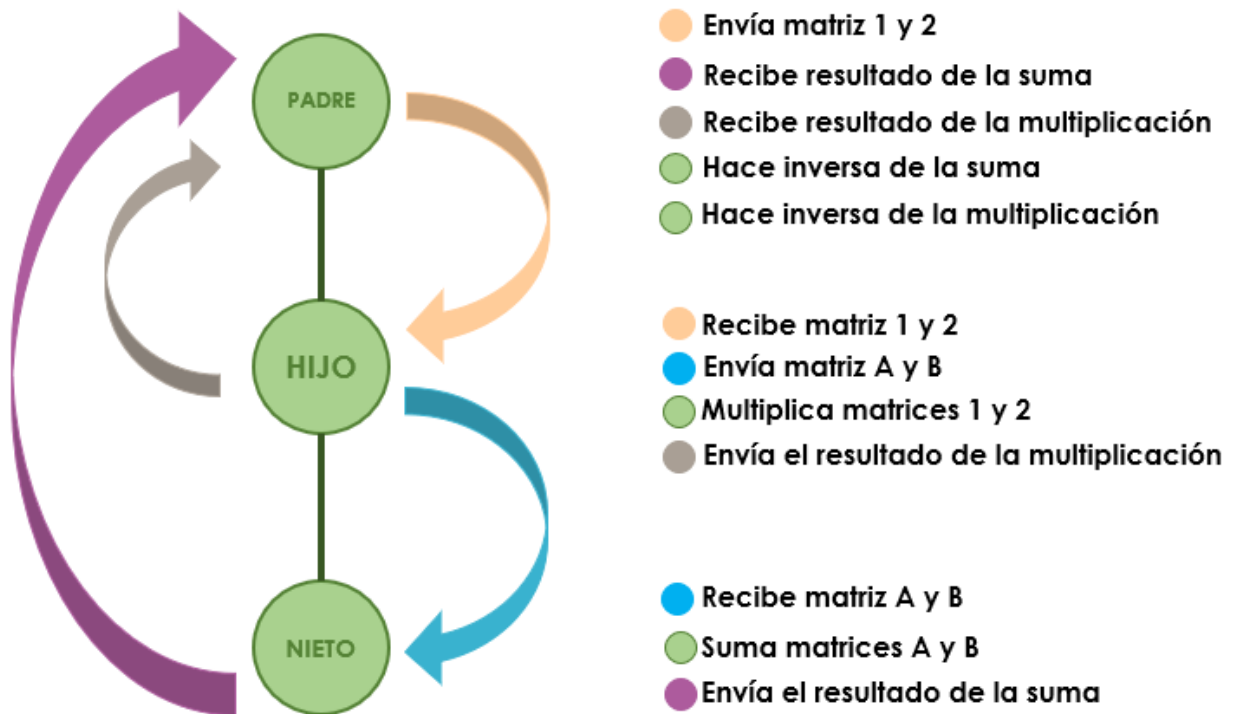 PADRE
Envía matriz 1 y 2
Recibe resultado de la suma
Recibe resultado de la multiplicación
Hace inversa de la suma
Hace inversa de la multiplicación
HIJO
Recibe matriz 1 y 2
Envía matriz A y B
Multiplica matrices 1 y 2
Envía el resultado de la multiplicación
NIETO
Recibe matriz A y B
Suma matrices A y B
Envía el resultado de la suma